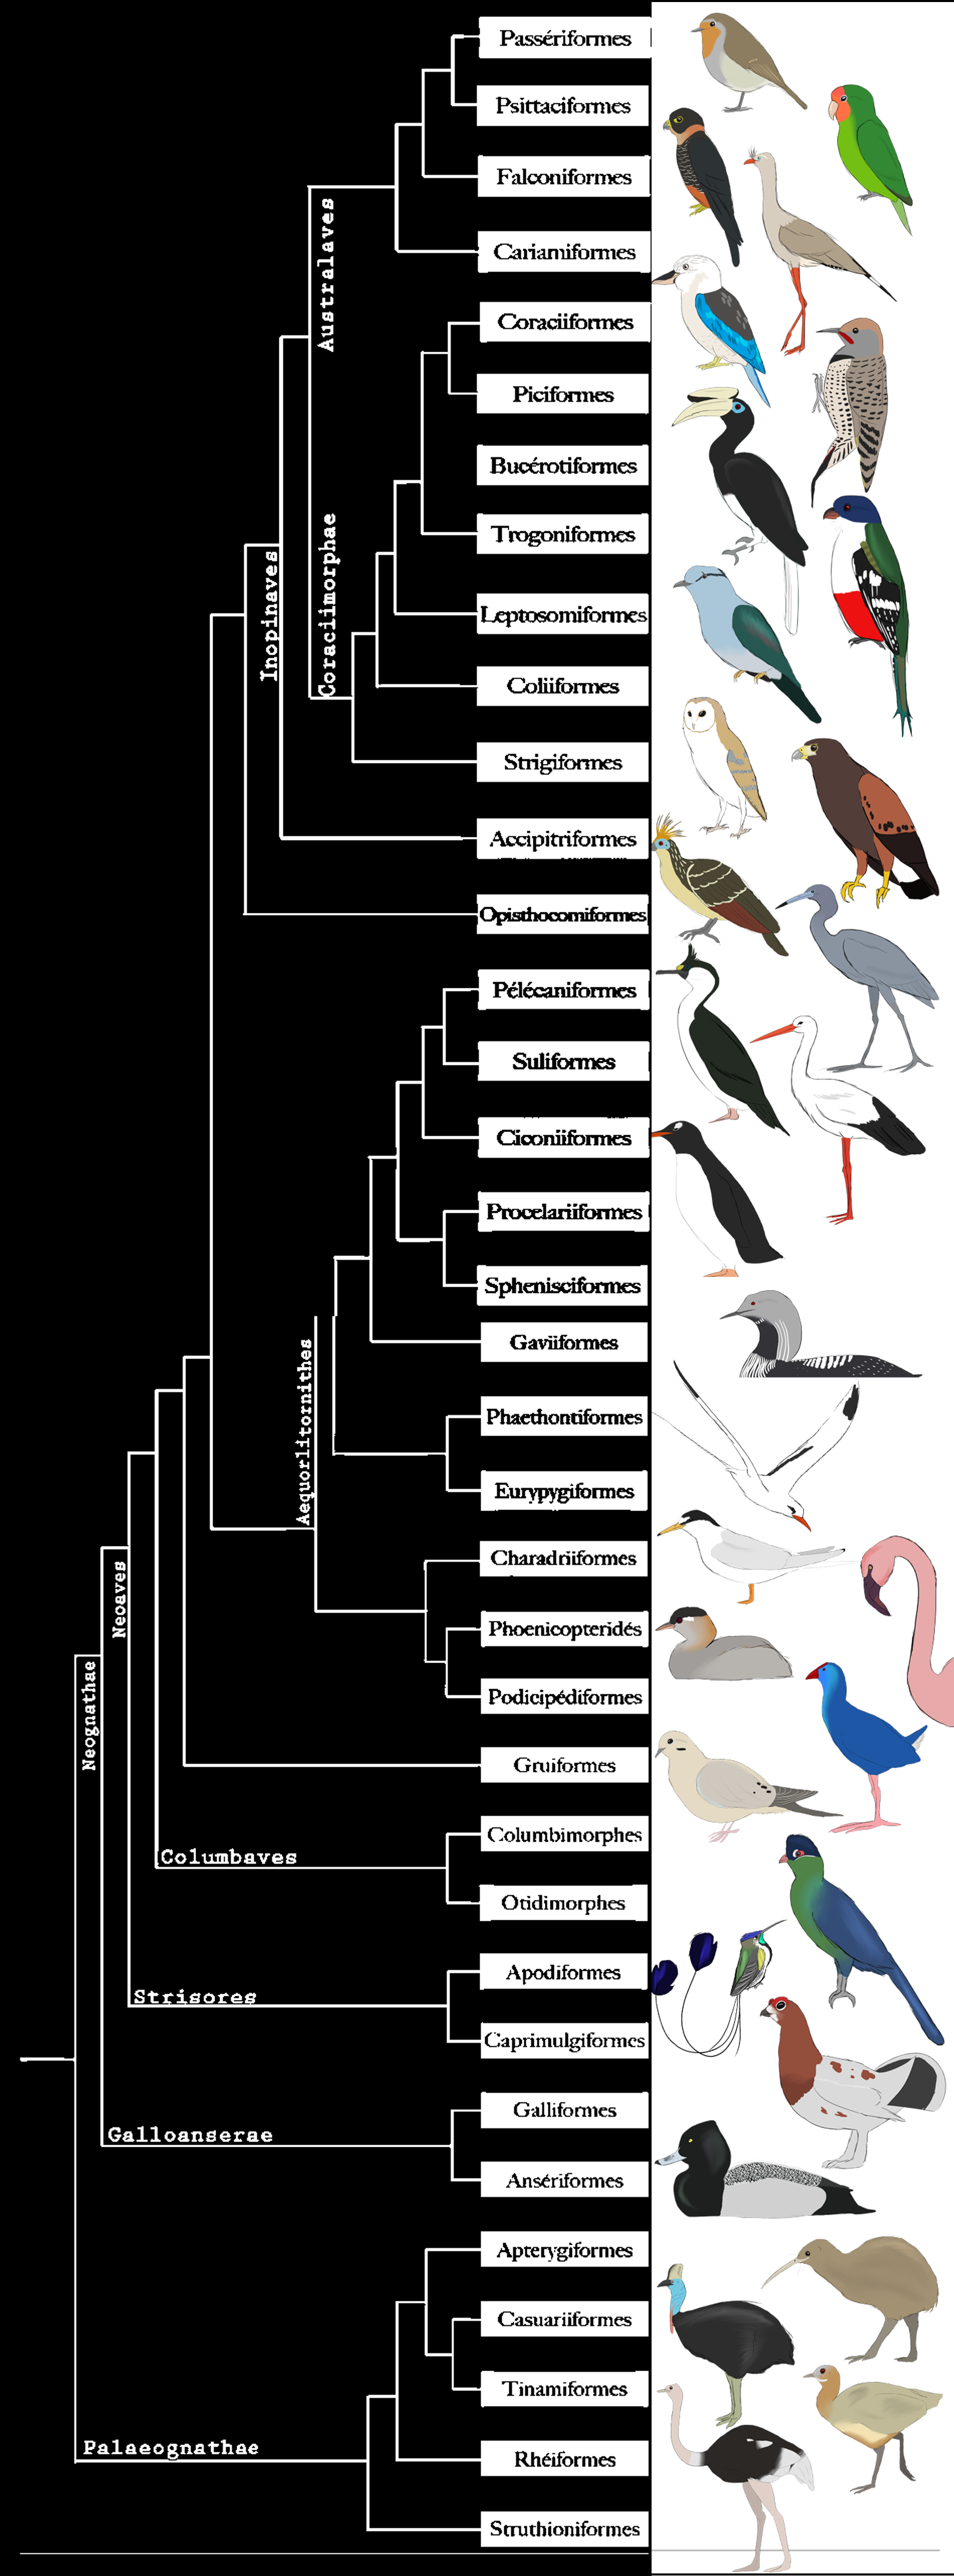 Passériformes
Psittaciformes
Falconiformes
Cariamiformes
Australaves
Coraciiformes
Piciformes
Bucérotiformes
Trogoniformes
Coraciimorphae
Inopinaves
Leptosomiformes
Coliiformes
Strigiformes
Accipitriformes
Opisthocomiformes
Pélécaniformes
Suliformes
Ciconiiformes
Procelariiformes
Sphenisciformes
Gaviiformes
Aequorlitornithes
Phaethontiformes
Eurypygiformes
Charadriiformes
Neoaves
Phoenicopteridés
Podicipédiformes
Neognathae
Gruiformes
Columbimorphes
Columbaves
Otidimorphes
Apodiformes
Strisores
Caprimulgiformes
Galliformes
Galloanserae
Ansériformes
Apterygiformes
Casuariiformes
Tinamiformes
Palaeognathae
Rhéiformes
Struthioniformes